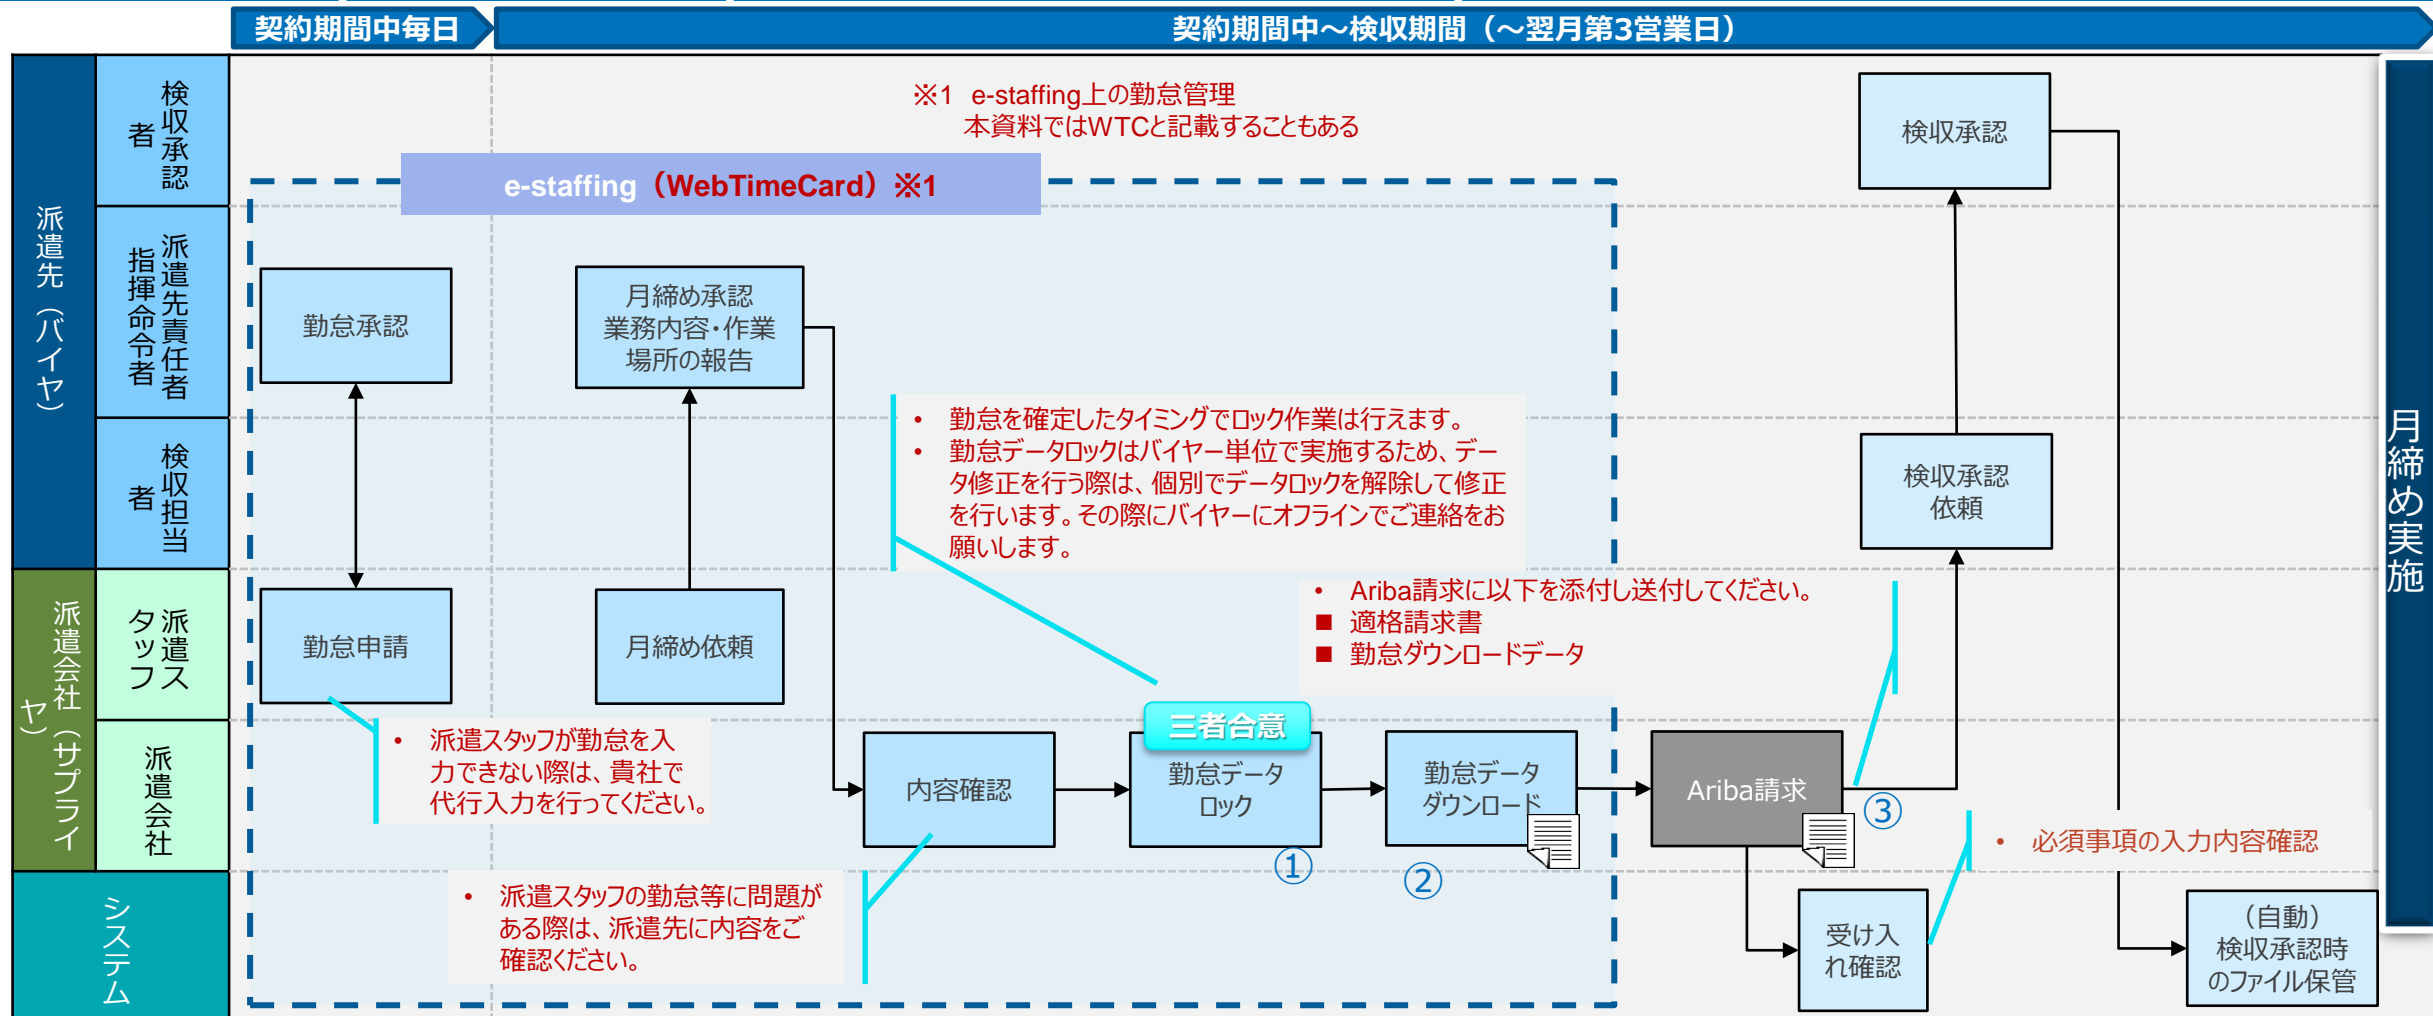 契約期間中毎日
契約期間中～検収期間（～翌月第3営業日）
※1 e-staffing上の勤怠管理
本資料ではWTCと記載することもある
e-staffing（WebTimeCard）※1
派遣先（バイヤ）
検収承認
者
派遣先責任者
指揮命令者
検収担当
者
派遣会社（サプライ
ヤ）
派遣ス
タッフ
派遣会社
システム
勤怠承認
月締め承認
業務内容・作業
場所の報告
検収承認
検収承認
依頼
• 勤怠を確定したタイミングでロック作業は行えます。
• 勤怠データロックはバイヤー単位で実施するため、デー
タ修正を行う際は、個別でデータロックを解除して修正
を行います。その際にバイヤーにオフラインでご連絡をお
願いします。
• Ariba請求に以下を添付し送付してください。
■ 適格請求書
■ 勤怠ダウンロードデータ
勤怠申請
月締め依頼
• 派遣スタッフが勤怠を入
力できない際は、貴社で
代行入力を行ってください。
内容確認
三者合意
勤怠データ
ロック
①
勤怠データ
ダウンロード
②
Ariba請求
③
• 必須事項の入力内容確認
• 派遣スタッフの勤怠等に問題が
ある際は、派遣先に内容をご
確認ください。
受け入
れ確認
（自動）
検収承認時
のファイル保管
月締め実施